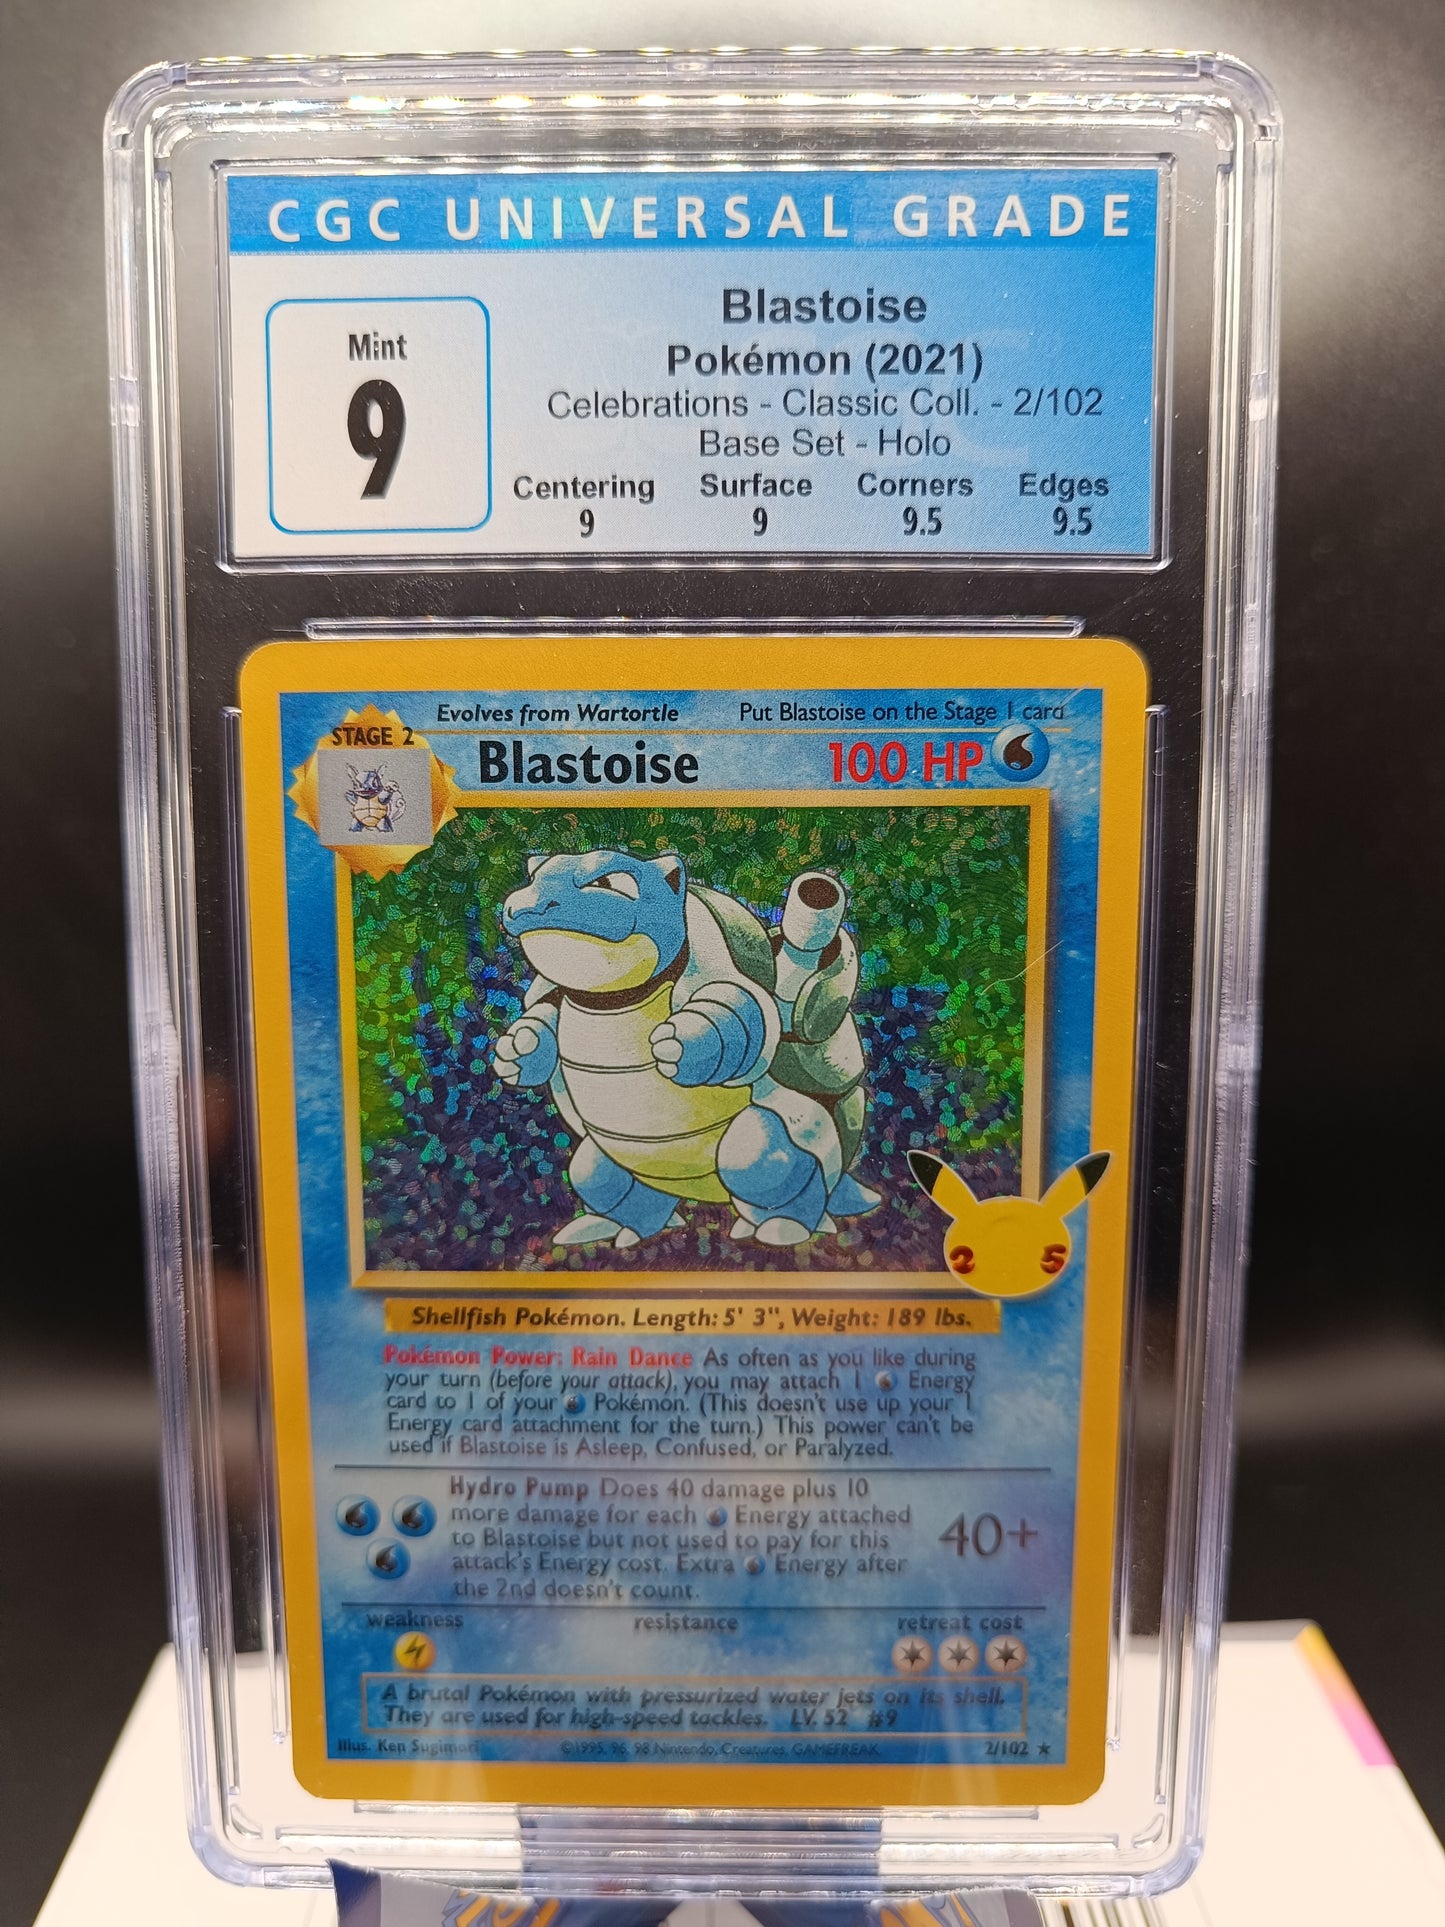 CGC UNIVERSAL GRADE
Mint
9
Blastoise
Pokémon (2021)
Celebrations - Classic Coll. - 2/102
Base Set - Holo
Centering Surface Corners Edges
9 9 9.5 9.5
Evolves from Wartortle Put Blastoise on the Stage 1 card
STAGE 2
Blastoise 100 HP
2 5
Shellfish Pokémon. Length: 5' 3", Weight: 189 lbs.
Pokémon Power: Rain Dance As often as you like during
your turn (before your attack), you may attach 1 Energy
card to 1 of your Pokémon. (This doesn't use up your 1
Energy card attachment for the turn.) This power can't be
used if Blastoise is Asleep, Confused, or Paralyzed.
Hydro Pump Does 40 damage plus 10
more damage for each Energy attached
to Blastoise but not used to pay for this
attack's Energy cost. Extra Energy after
the 2nd doesn't count.
40+
weakness resistance retreat cost
A brutal Pokémon with pressurized water jets on its shell.
They are used for high-speed tackles. LV. 52 #9
Illus. Ken Sugimori ©1995, 96, 98 Nintendo, Creatures, GAMEFREAK 2/102 ★